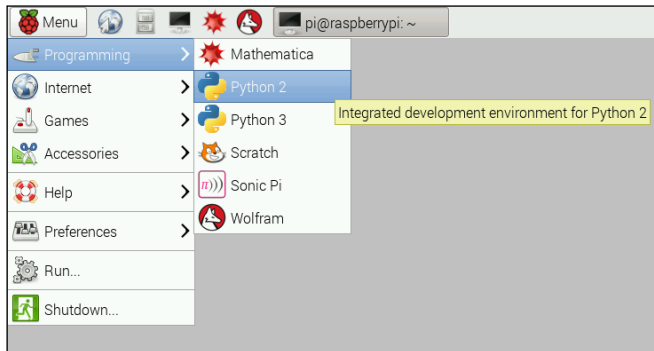 Menu
pi@raspberrypi: ~
Programming
Internet
Games
Accessories
Help
Preferences
Run...
Shutdown...
Mathematica
Python 2
Python 3
Scratch
π)))
Sonic Pi
Wolfram
Integrated development environment for Python 2